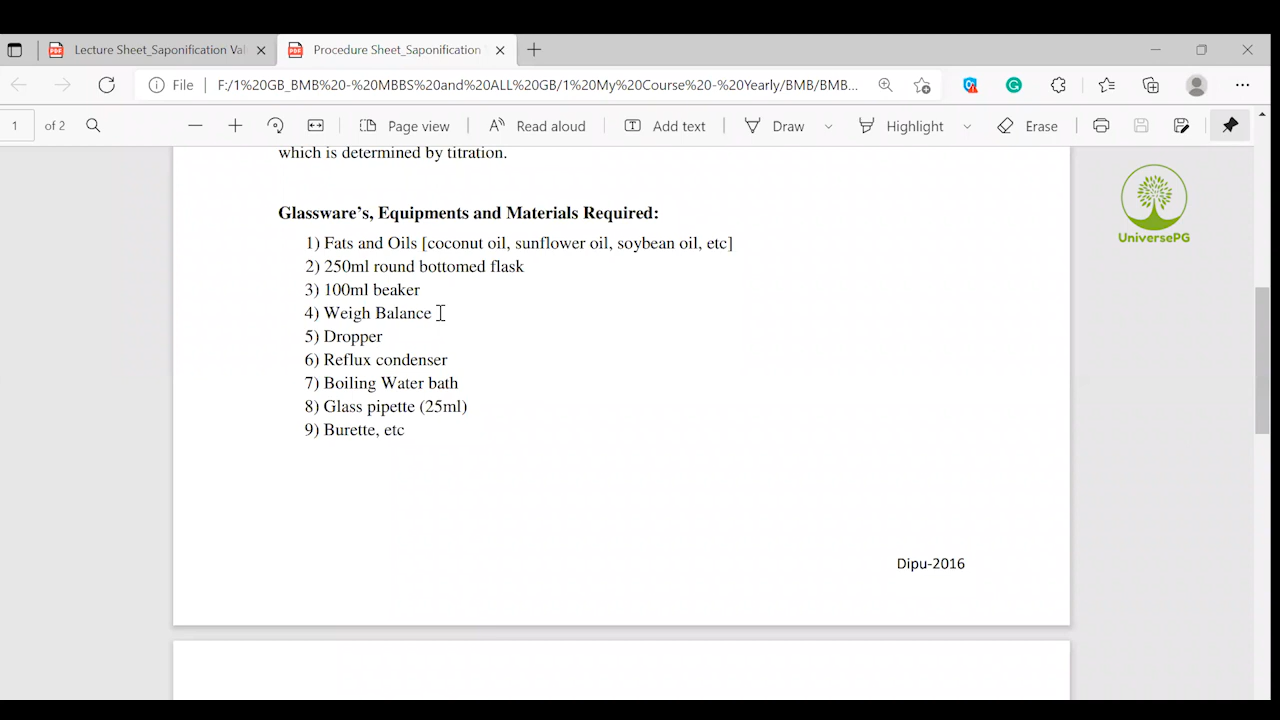 Lecture Sheet_Saponification Val
Procedure Sheet_Saponification V
File
F:/1%20GB_BMB%20-%20MBBS%20and%20ALL%20GB/1%20My%20Course%20-%20Yearly/BMB/BMB...
1 of 2
Page view
Read aloud
Add text
Draw
Highlight
Erase
which is determined by titration.
UniversePG
Glassware's, Equipments and Materials Required:
1) Fats and Oils [coconut oil, sunflower oil, soybean oil, etc]
2) 250ml round bottomed flask
3) 100ml beaker
4) Weigh Balance
5) Dropper
6) Reflux condenser
7) Boiling Water bath
8) Glass pipette (25ml)
9) Burette, etc
Dipu-2016